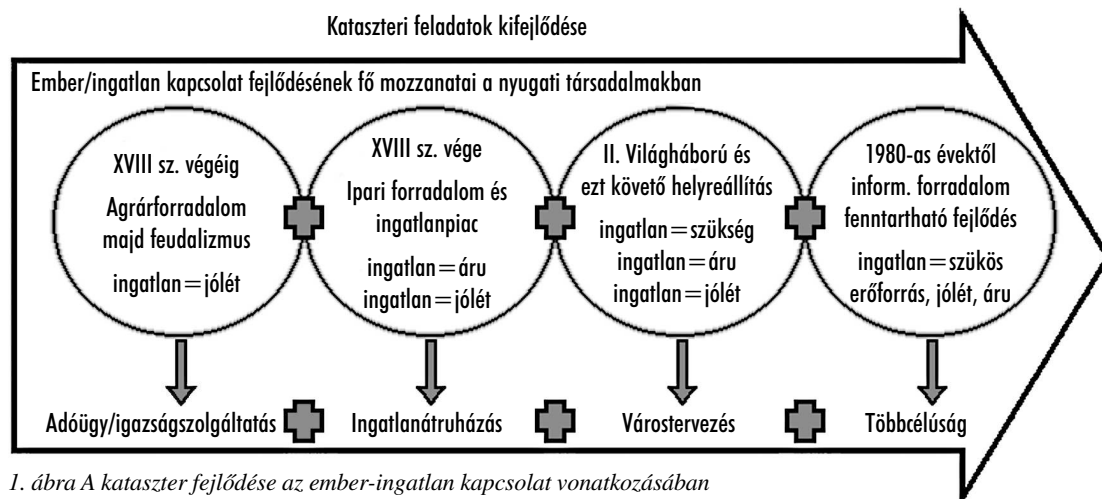 Kataszteri feladatok kifejlődése
Ember/ingatlan kapcsolat fejlődésének fő mozzanatai a nyugati társadalmakban
XVIII sz. végéig
Agrárforradalom
majd feudalizmus
ingatlan=jólét
XVIII sz. vége
Ipari forradalom és
ingatlanpiac
ingatlan=áru
ingatlan=jólét
II. Világháború és
ezt követő helyreállítás
ingatlan=szükség
ingatlan=áru
ingatlan=jólét
1980-as évektől
inform. forradalom
fenntartható fejlődés
ingatlan=szükös
erőforrás, jólét, áru
Adóügy/igazságszolgáltatás
Ingatlanátruházás
Várostervezés
Többcélúság
1. ábra A kataszter fejlődése az ember-ingatlan kapcsolat vonatkozásában